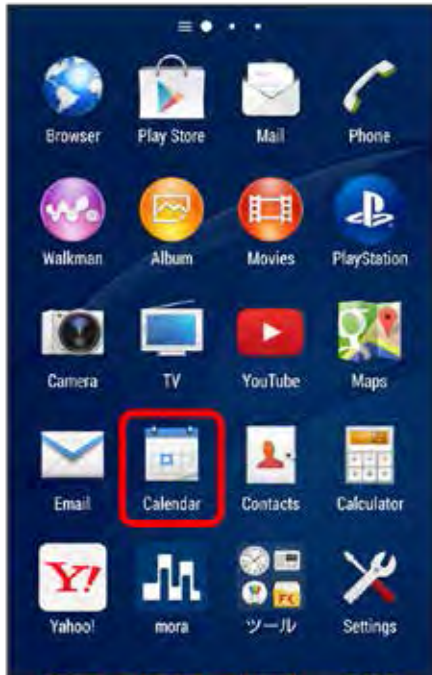 Browser Play Store Mail Phone
Walkman Album Movies PlayStation
Camera TV YouTube Maps
Email Calendar Contacts Calculator
Y!
Yahoo! mora ツール Settings